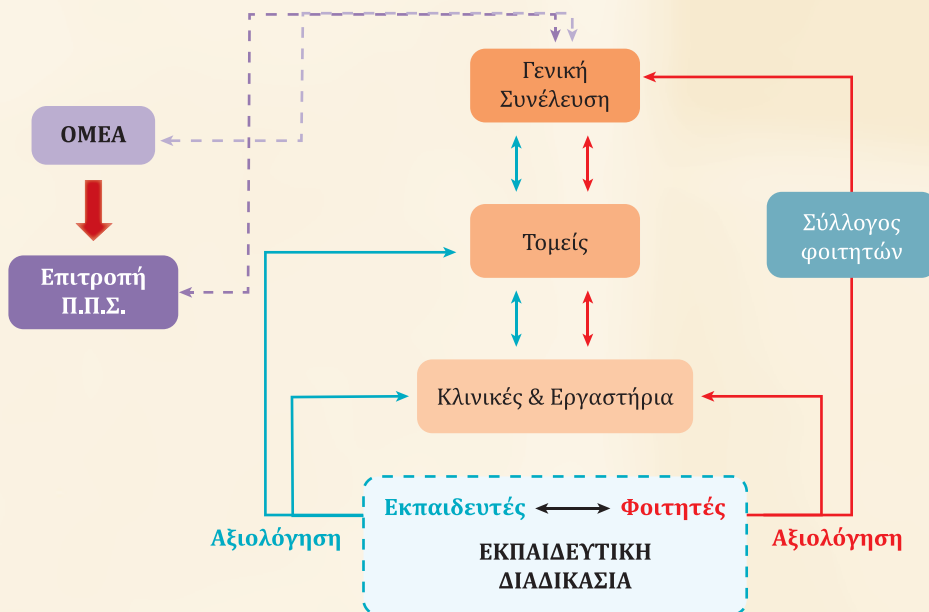 Γενική
Συνέλευση
ΟΜΕΑ
Τομείς
Σύλλογος
φοιτητών
Επιτροπή
Π.Π.Σ.
Κλινικές & Εργαστήρια
Εκπαιδευτές
Φοιτητές
Αξιολόγηση
Αξιολόγηση
ΕΚΠΑΙΔΕΥΤΙΚΗ
ΔΙΑΔΙΚΑΣΙΑ